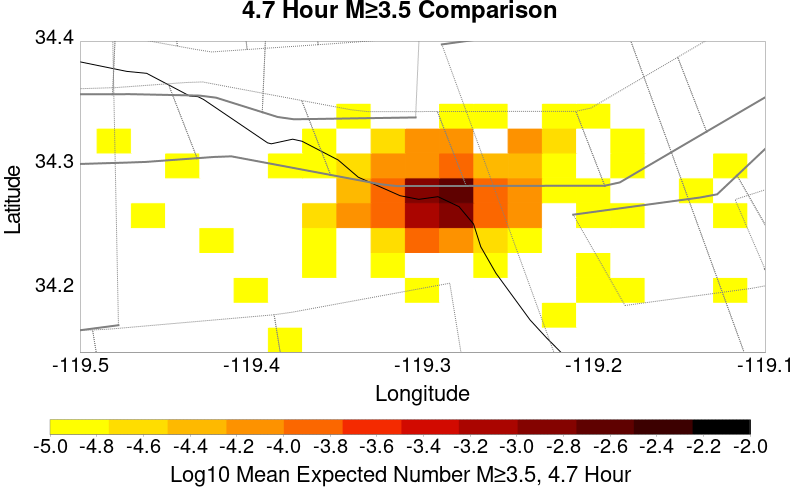 4.7 Hour M≥3.5 Comparison
34.4
34.3
34.2
Latitude
-119.5 -119.4 -119.3 -119.2 -119.1
Longitude
-5.0 -4.8 -4.6 -4.4 -4.2 -4.0 -3.8 -3.6 -3.4 -3.2 -3.0 -2.8 -2.6 -2.4 -2.2 -2.0
Log10 Mean Expected Number M≥3.5, 4.7 Hour